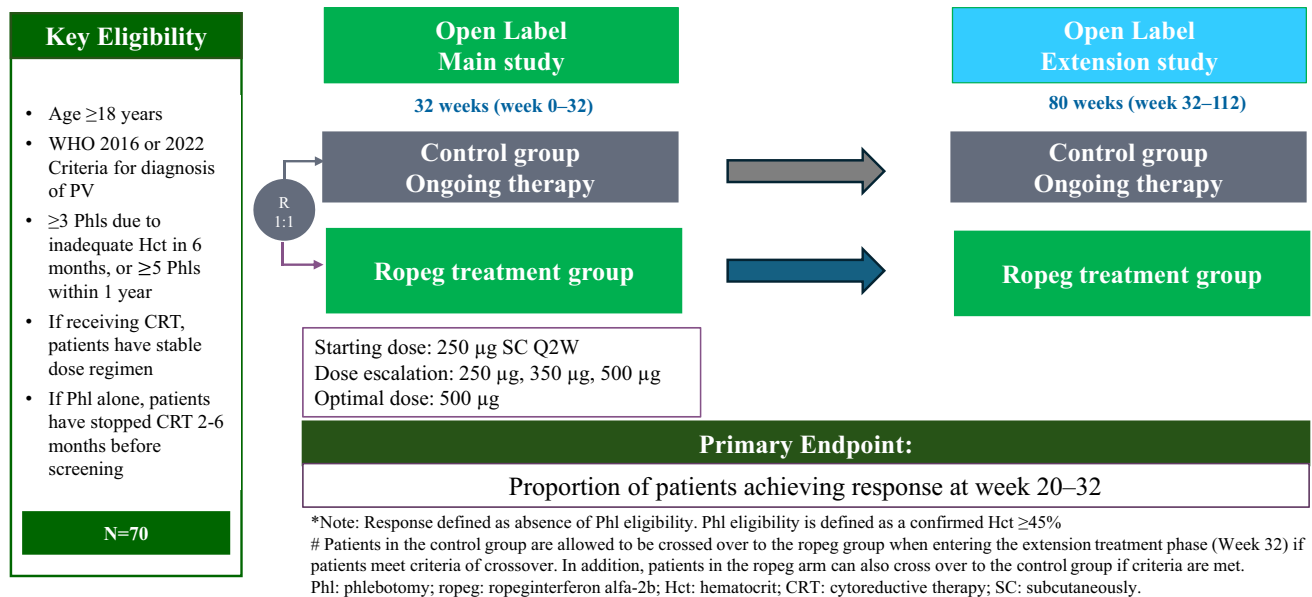 Key Eligibility
• Age ≥18 years
• WHO 2016 or 2022
Criteria for diagnosis
of PV
• ≥3 Phls due to
inadequate Hct in 6
months, or ≥5 Phls
within 1 year
• If receiving CRT,
patients have stable
dose regimen
• If Phl alone, patients
have stopped CRT 2-6
months before
screening
N=70
R
1:1
Open Label
Main study
32 weeks (week 0–32)
Control group
Ongoing therapy
Ropeg treatment group
Open Label
Extension study
80 weeks (week 32–112)
Control group
Ongoing therapy
Ropeg treatment group
Starting dose: 250 µg SC Q2W
Dose escalation: 250 µg, 350 µg, 500 µg
Optimal dose: 500 µg
Primary Endpoint:
Proportion of patients achieving response at week 20–32
*Note: Response defined as absence of Phl eligibility. Phl eligibility is defined as a confirmed Hct ≥45%
# Patients in the control group are allowed to be crossed over to the ropeg group when entering the extension treatment phase (Week 32) if
patients meet criteria of crossover. In addition, patients in the ropeg arm can also cross over to the control group if criteria are met.
Phl: phlebotomy; ropeg: ropeginterferon alfa-2b; Hct: hematocrit; CRT: cytoreductive therapy; SC: subcutaneously.